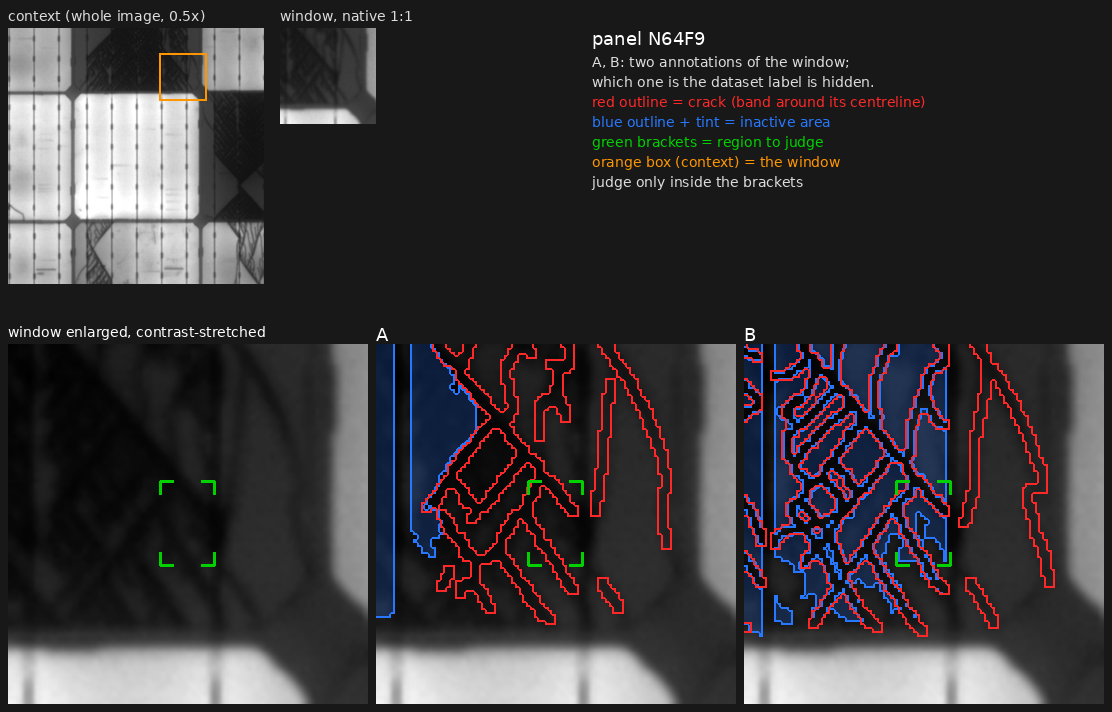 context (whole image, 0.5x)
window, native 1:1
panel N64F9
A, B: two annotations of the window;
which one is the dataset label is hidden.
red outline = crack (band around its centreline)
blue outline + tint = inactive area
green brackets = region to judge
orange box (context) = the window
judge only inside the brackets
window enlarged, contrast-stretched
A
B